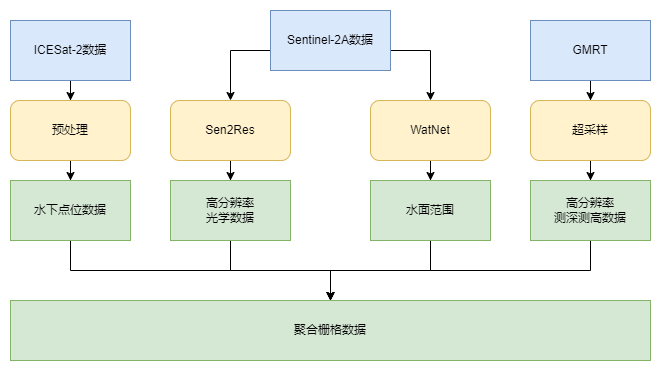 ICESat-2数据
Sentinel-2A数据
GMRT
预处理
Sen2Res
WatNet
超采样
水下点位数据
高分辨率
光学数据
水面范围
高分辨率
测深测高数据
聚合栅格数据